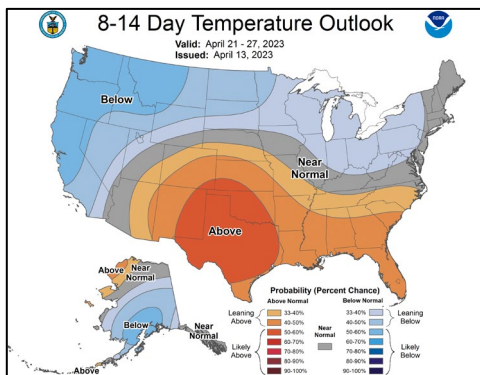 8-14 Day Temperature Outlook
Valid: April 21 - 27, 2023
Issued: April 13, 2023
Below
Near
Normal
Above
Above
Near
Normal
Below
Near
Normal
Above
Probability (Percent Chance)
Above Normal
Below Normal
Leaning
Above
33-40%
40-50%
Likely
Above
50-60%
60-70%
70-80%
80-90%
90-100%
Near
Normal
33-40%
40-50%
Leaning
Below
50-60%
60-70%
70-80%
80-90%
90-100%
Likely
Below